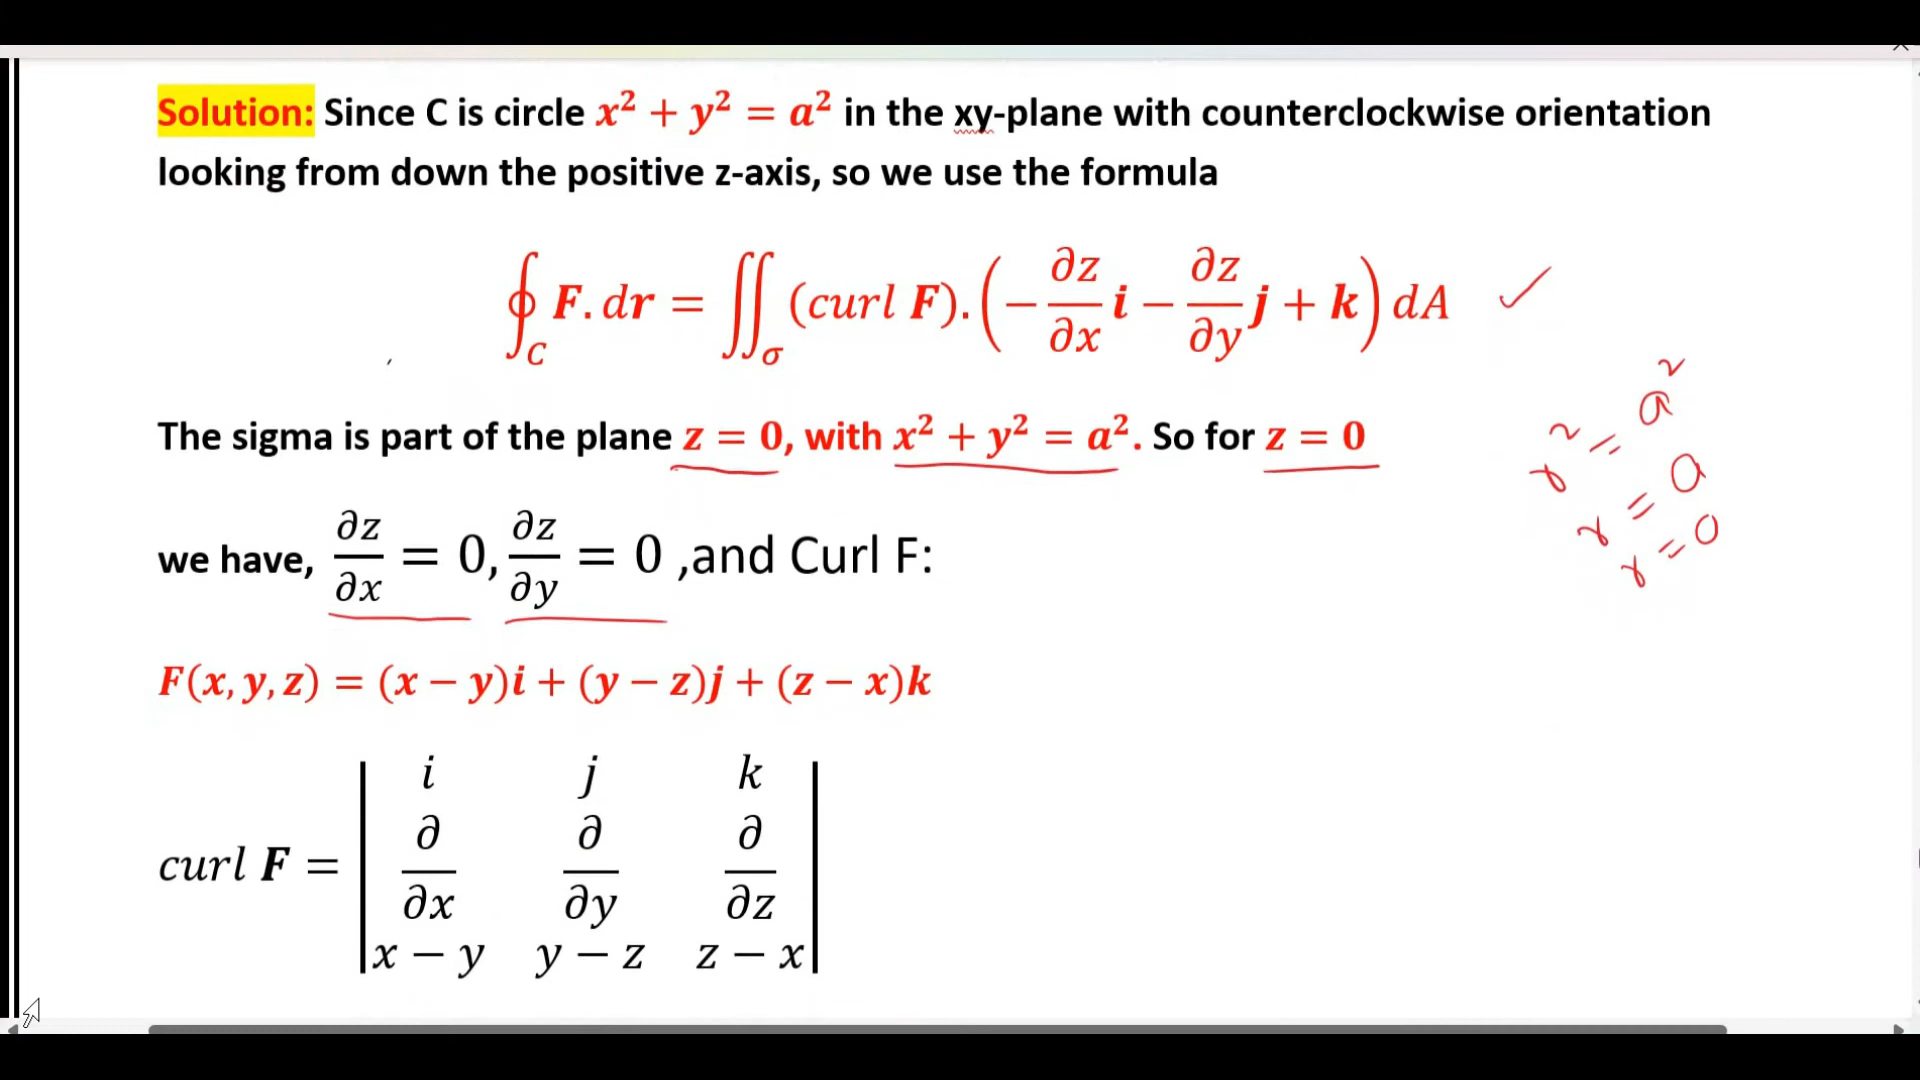 Solution: Since C is circle x² + y² = a² in the xy-plane with counterclockwise orientation
looking from down the positive z-axis, so we use the formula
∮_C F. dr = ∬_σ (curl F). (− ∂z/∂x i − ∂z/∂y j + k) dA ✓
The sigma is part of the plane z = 0, with x² + y² = a². So for z = 0
we have, ∂z/∂x = 0, ∂z/∂y = 0 ,and Curl F:
r² = a²
r = a
r = 0
F(x, y, z) = (x − y)i + (y − z)j + (z − x)k
curl F = | i j k
∂/∂x ∂/∂y ∂/∂z
x − y y − z z − x |